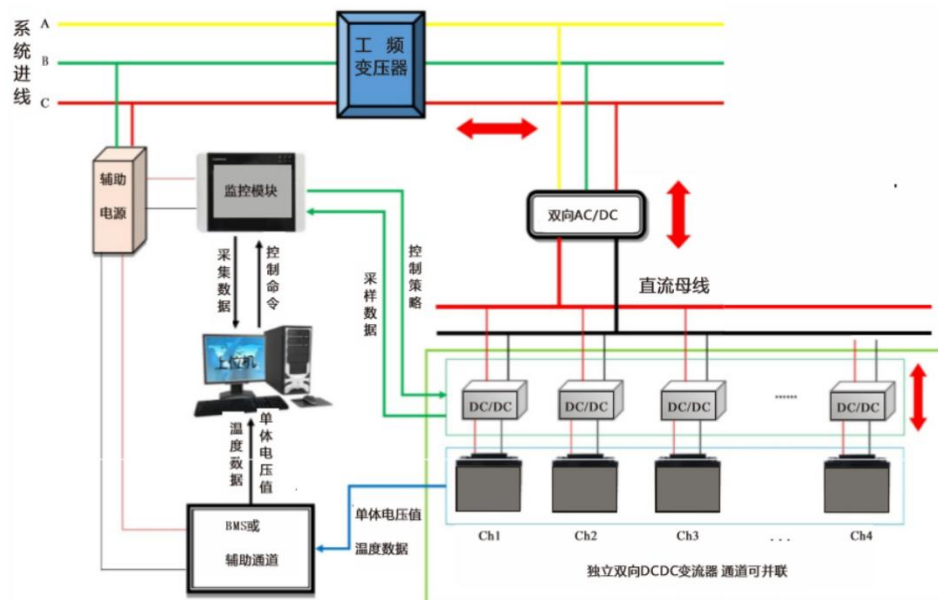 系统进线
A
B
C
工 频
变压器
辅助
电源
监控模块
双向AC/DC
采集数据
控制命令
采样数据
控制策略
直流母线
上位机
DC/DC
DC/DC
DC/DC
......
DC/DC
温度数据
单体电压值
单体电压值
温度数据
BMS或
辅助通道
Ch1
Ch2
Ch3
...
Ch4
独立双向DCDC变流器 通道可并联